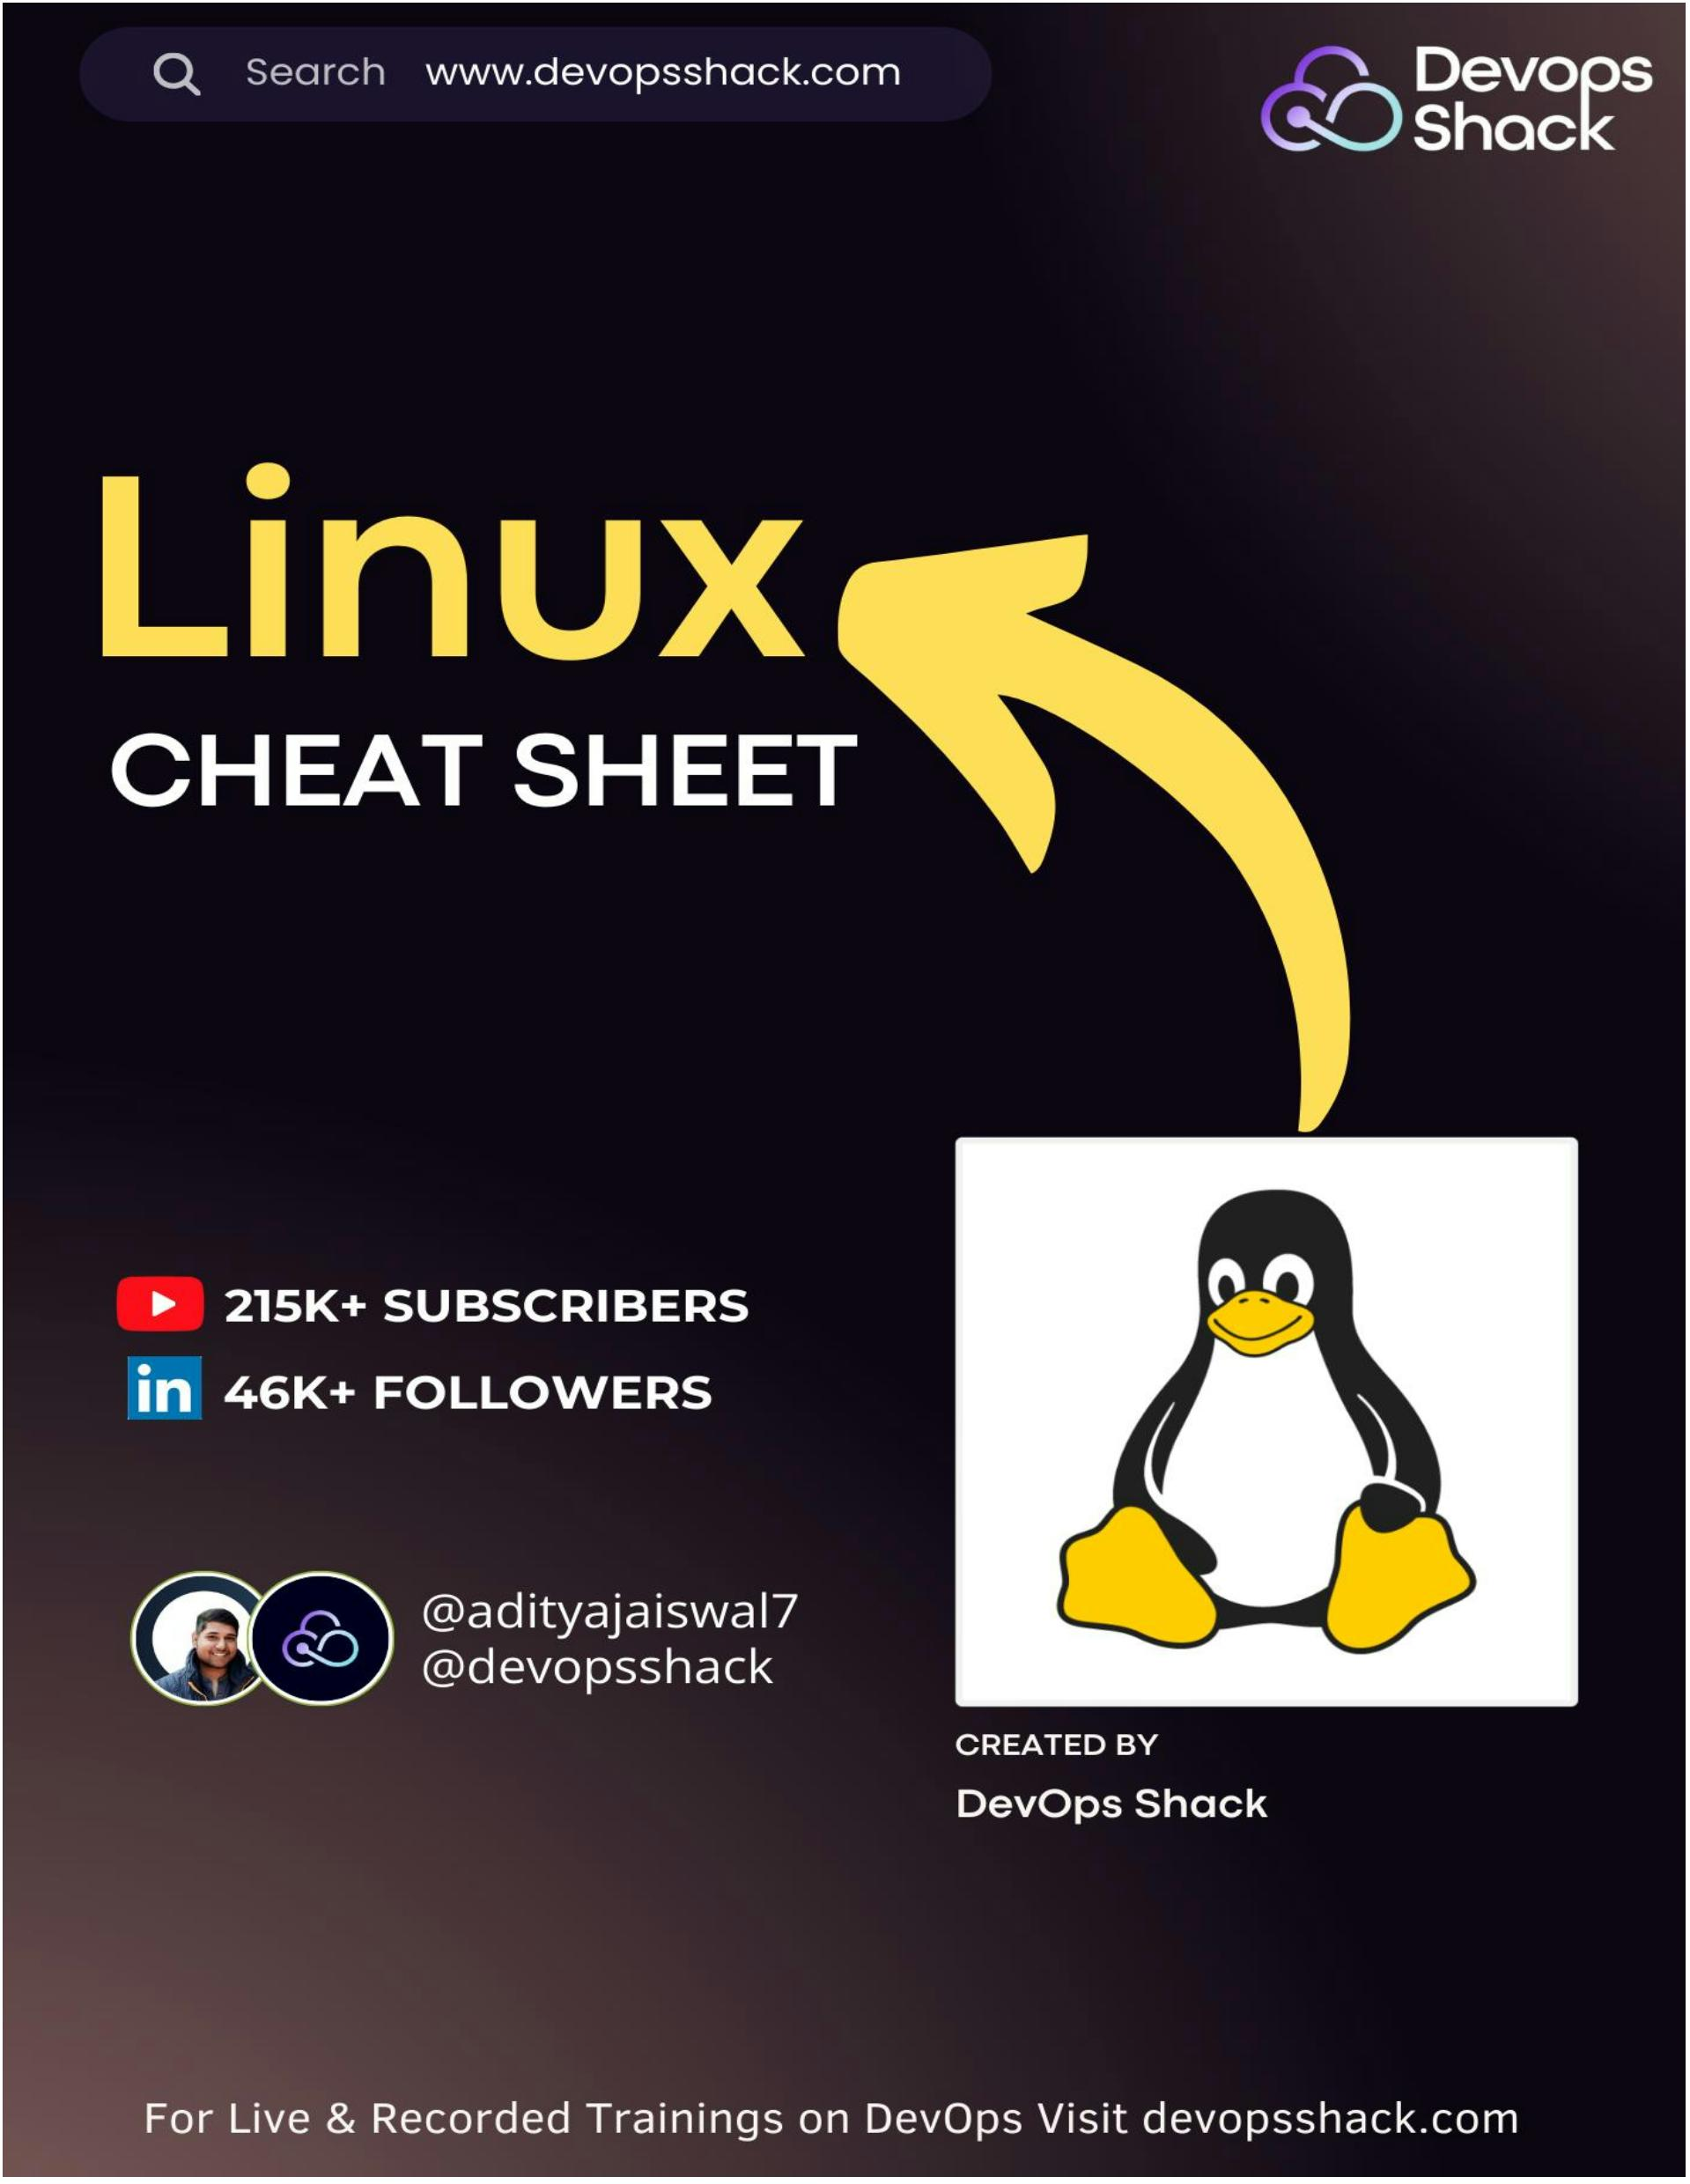 Search www.devopsshack.com
Devops
Shack
Linux
CHEAT SHEET
215K+ SUBSCRIBERS
in 46K+ FOLLOWERS
@adityajaiswal7
@devopsshack
CREATED BY
DevOps Shack
For Live & Recorded Trainings on DevOps Visit devopsshack.com